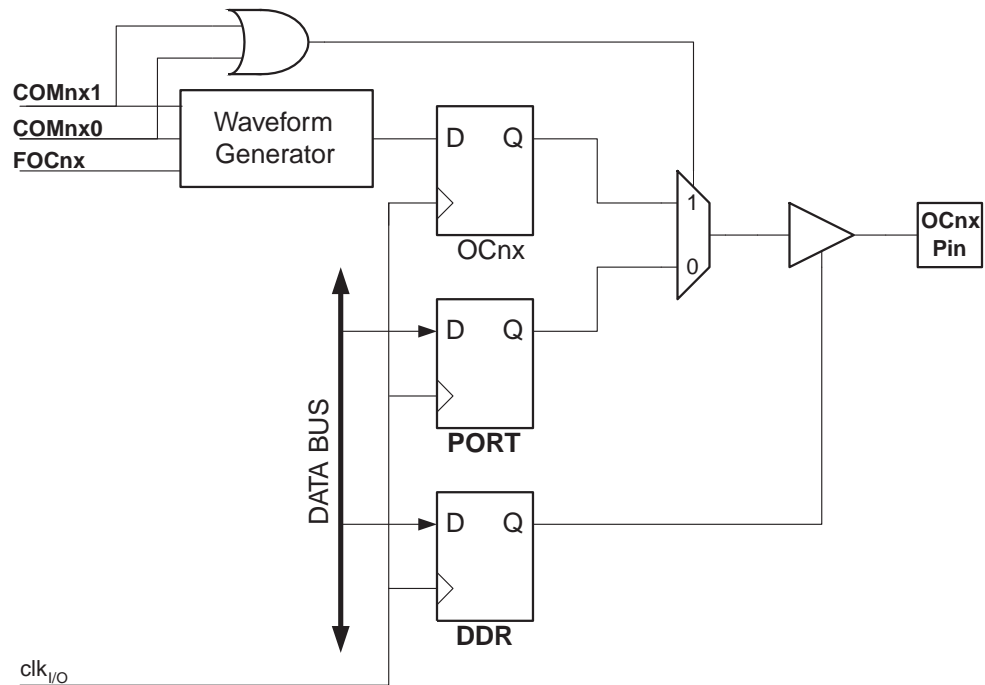 COMnx1
COMnx0
FOCnx
Waveform
Generator
D Q
OCnx
1
0
OCnx
Pin
D Q
PORT
DATA BUS
D Q
DDR
clkI/O